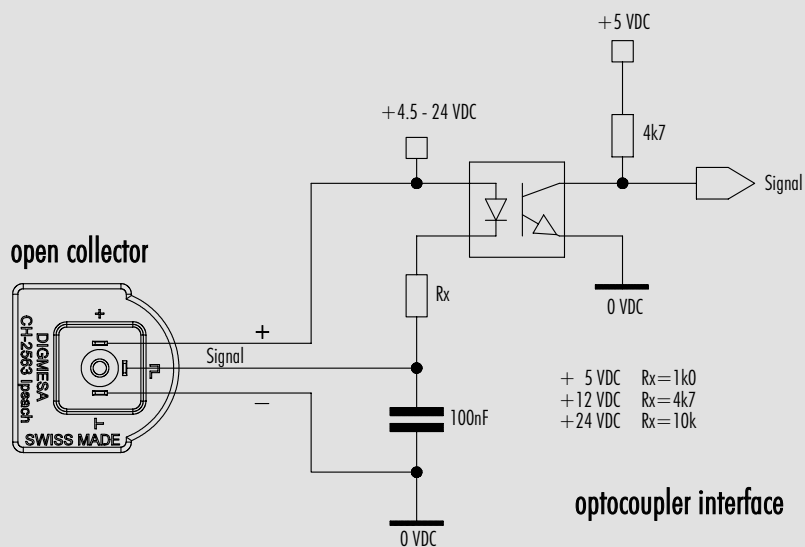 +5 VDC
+4.5 - 24 VDC
4k7
Signal
open collector
0 VDC
Rx
+
+
DIGMESA
CH-2563 Ipsach
Signal
SWISS MADE
–
+ 5 VDC Rx=1k0
+12 VDC Rx=4k7
+24 VDC Rx=10k
100nF
optocoupler interface
0 VDC